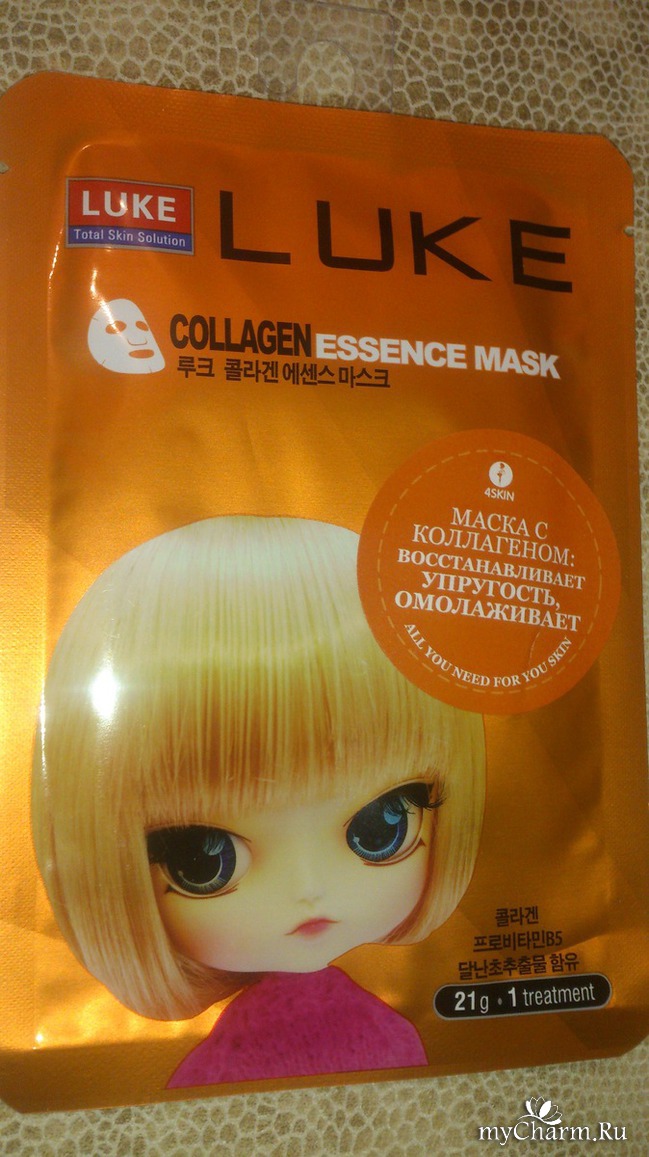 LUKE
Total Skin Solution
LUKE
COLLAGEN ESSENCE MASK
루크 콜라겐 에센스 마스크
4SKIN
МАСКА С
КОЛЛАГЕНОМ:
ВОССТАНАВЛИВАЕТ
УПРУГОСТЬ,
ОМОЛАЖИВАЕТ
ALL YOU NEED FOR YOU SKIN
콜라겐
프로비타민B5
달난초추출물 함유
21g • 1 treatment
myCharm.Ru